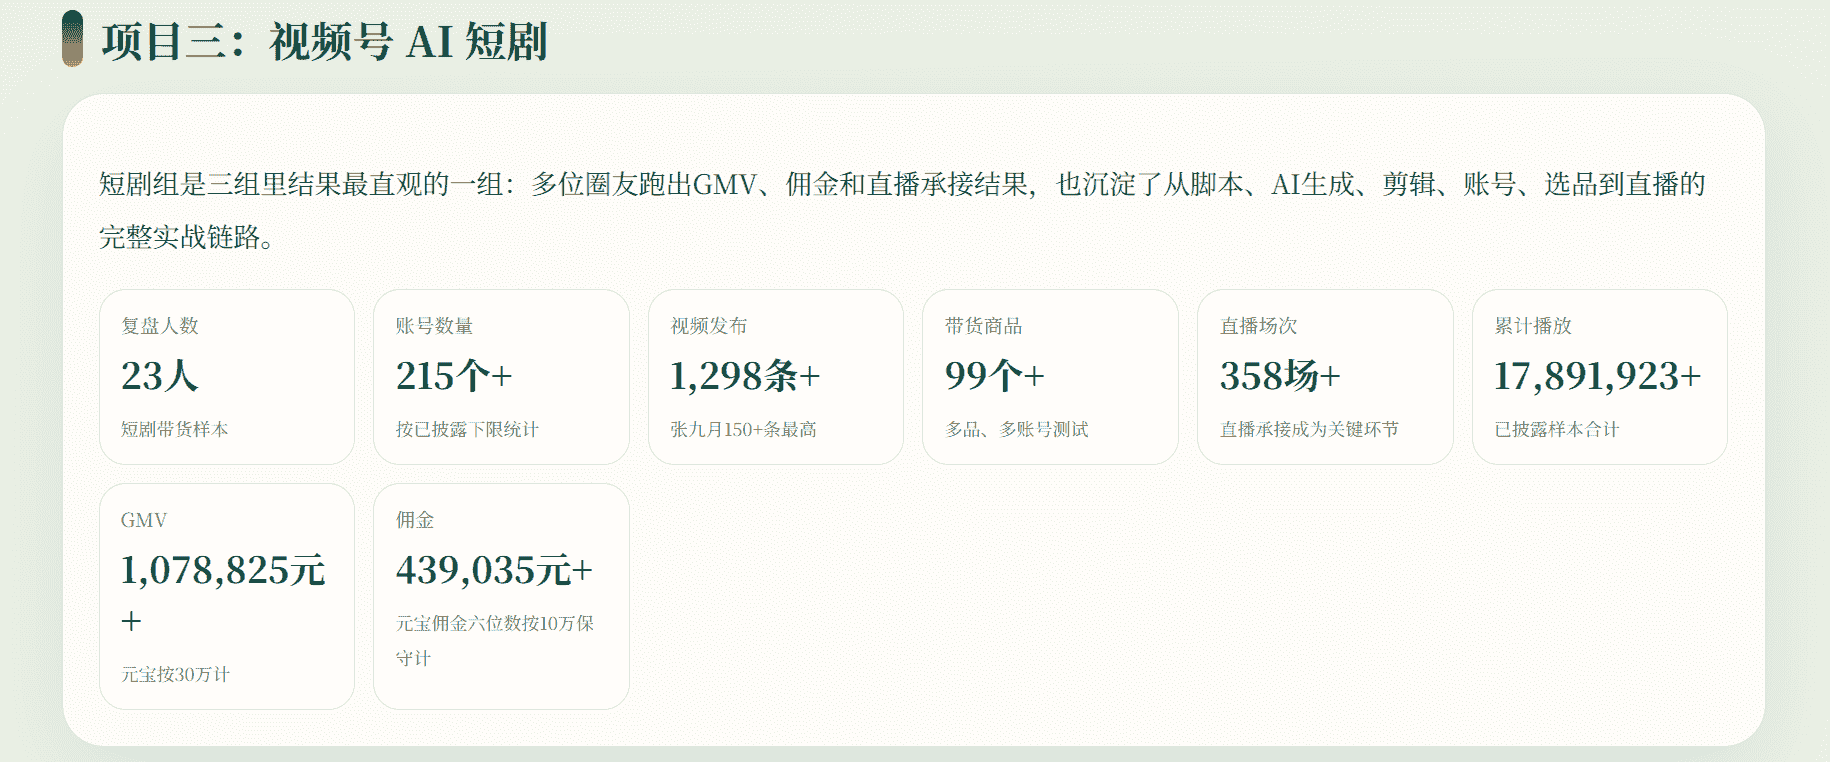 项目三：视频号 AI 短剧
短剧组是三组里结果最直观的一组：多位圈友跑出GMV、佣金和直播承接结果，也沉淀了从脚本、AI生成、剪辑、账号、选品到直播的
完整实战链路。
复盘人数
23人
短剧带货样本
账号数量
215个+
按已披露下限统计
视频发布
1,298条+
张九月150+条最高
带货商品
99个+
多品、多账号测试
直播场次
358场+
直播承接成为关键环节
累计播放
17,891,923+
已披露样本合计
GMV
1,078,825元
+
元宝按30万计
佣金
439,035元+
元宝佣金六位数按10万保
守计